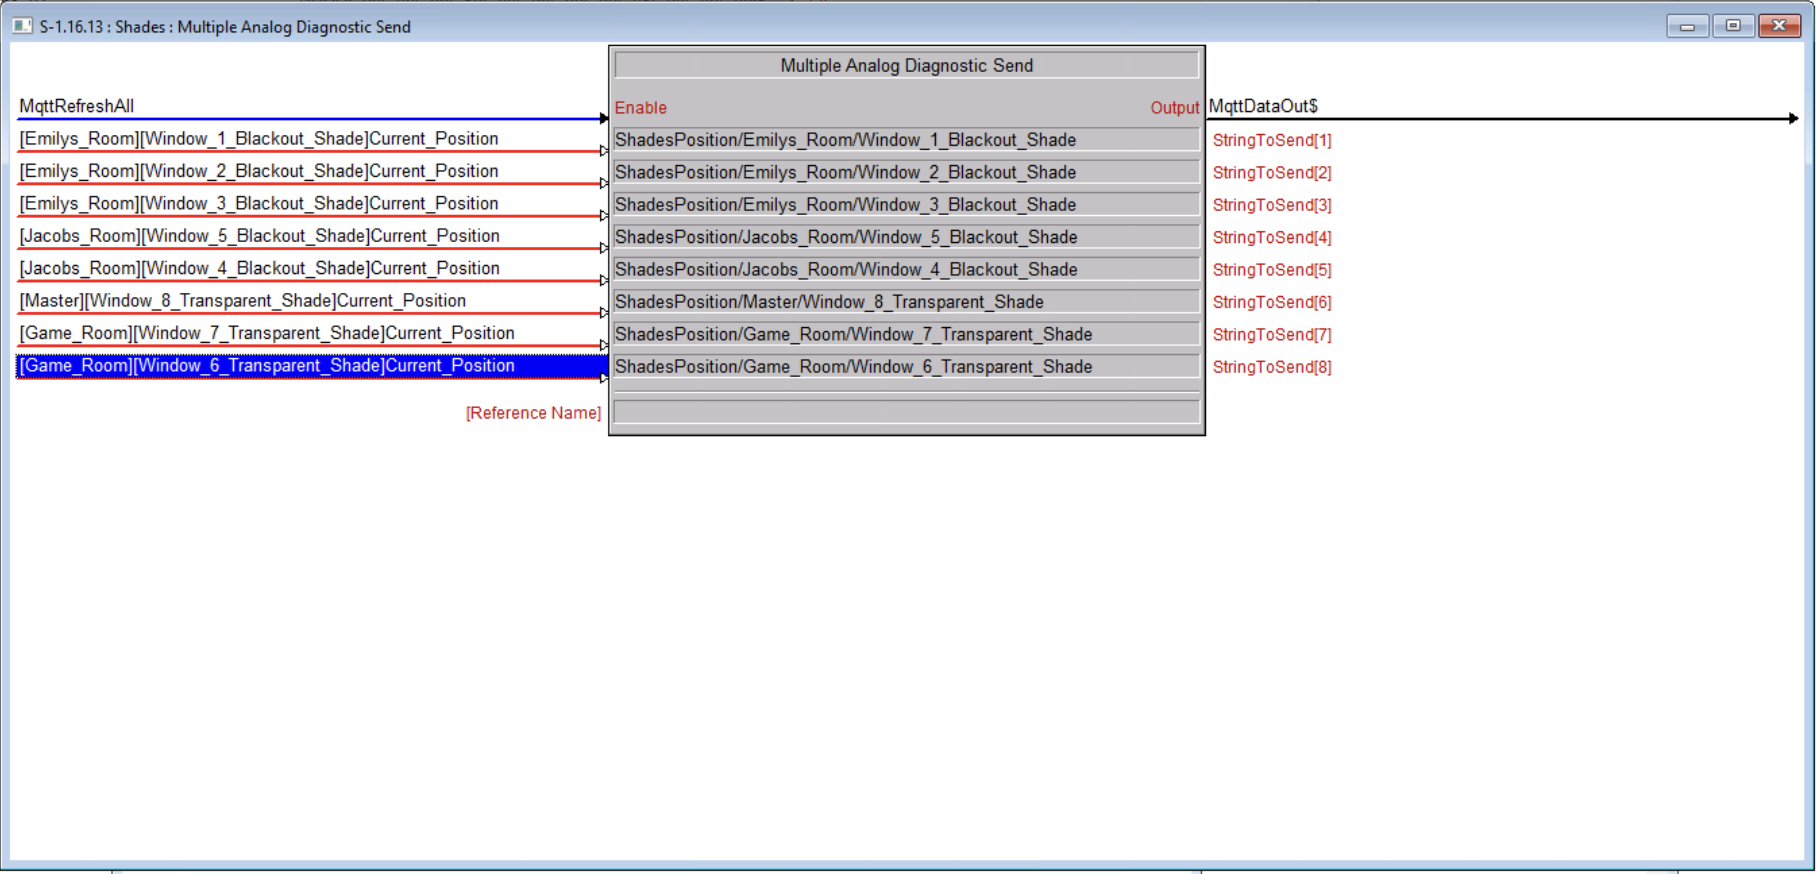 S-1.16.13 : Shades : Multiple Analog Diagnostic Send
Multiple Analog Diagnostic Send
MqttRefreshAll Enable Output MqttDataOut$
[Emilys_Room][Window_1_Blackout_Shade]Current_Position ShadesPosition/Emilys_Room/Window_1_Blackout_Shade StringToSend[1]
[Emilys_Room][Window_2_Blackout_Shade]Current_Position ShadesPosition/Emilys_Room/Window_2_Blackout_Shade StringToSend[2]
[Emilys_Room][Window_3_Blackout_Shade]Current_Position ShadesPosition/Emilys_Room/Window_3_Blackout_Shade StringToSend[3]
[Jacobs_Room][Window_5_Blackout_Shade]Current_Position ShadesPosition/Jacobs_Room/Window_5_Blackout_Shade StringToSend[4]
[Jacobs_Room][Window_4_Blackout_Shade]Current_Position ShadesPosition/Jacobs_Room/Window_4_Blackout_Shade StringToSend[5]
[Master][Window_8_Transparent_Shade]Current_Position ShadesPosition/Master/Window_8_Transparent_Shade StringToSend[6]
[Game_Room][Window_7_Transparent_Shade]Current_Position ShadesPosition/Game_Room/Window_7_Transparent_Shade StringToSend[7]
[Game_Room][Window_6_Transparent_Shade]Current_Position ShadesPosition/Game_Room/Window_6_Transparent_Shade StringToSend[8]
[Reference Name]